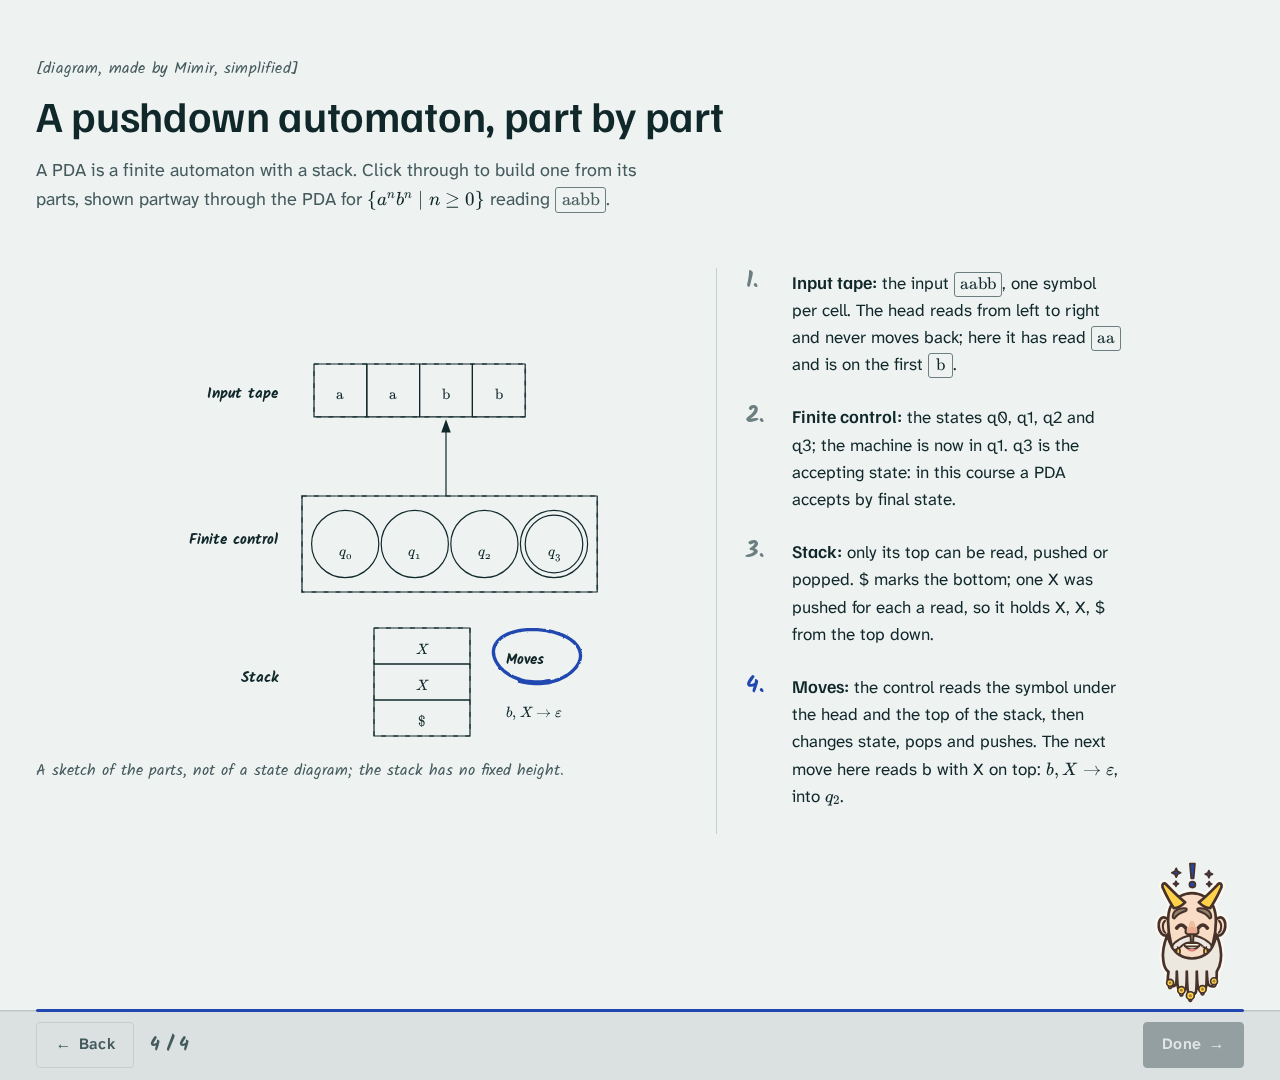 [diagram, made by Mimir, simplified]
A pushdown automaton, part by part
A PDA is a finite automaton with a stack. Click through to build one from its
parts, shown partway through the PDA for {aⁿbⁿ | n ≥ 0} reading aabb.
Input tape
a a b b
Finite control
q₀ q₁ q₂ q₃
Stack
X
X
$
Moves
b, X → ε
A sketch of the parts, not of a state diagram; the stack has no fixed height.
1. Input tape: the input aabb, one symbol
per cell. The head reads from left to right
and never moves back; here it has read aa
and is on the first b.
2. Finite control: the states q0, q1, q2 and
q3; the machine is now in q1. q3 is the
accepting state: in this course a PDA
accepts by final state.
3. Stack: only its top can be read, pushed or
popped. $ marks the bottom; one X was
pushed for each a read, so it holds X, X, $
from the top down.
4. Moves: the control reads the symbol under
the head and the top of the stack, then
changes state, pops and pushes. The next
move here reads b with X on top: b, X → ε,
into q₂.
← Back
4 / 4
Done →